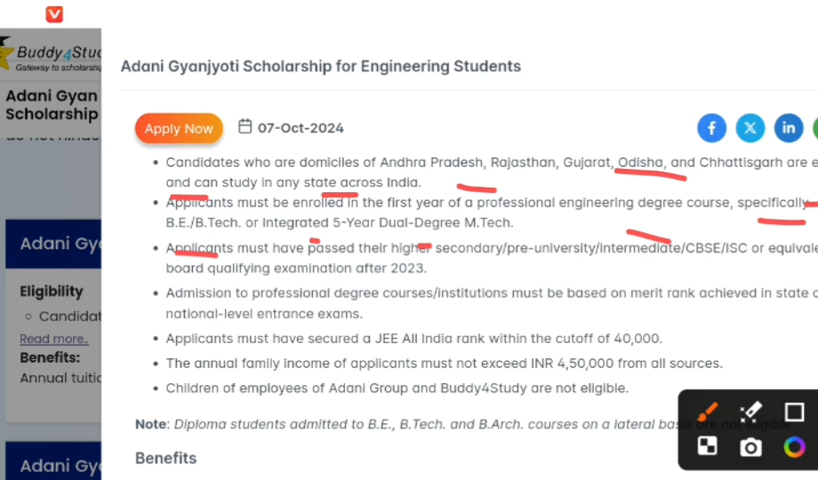 Buddy4Stu
Gateway to scholarship
Adani Gyan
Scholarship
Adani Gy
Eligibility
Candidat
Read more..
Benefits:
Annual tuitio
Adani Gy
Adani Gyanjyoti Scholarship for Engineering Students
Apply Now
07-Oct-2024
Candidates who are domiciles of Andhra Pradesh, Rajasthan, Gujarat, Odisha, and Chhattisgarh are e
and can study in any state across India.
Applicants must be enrolled in the first year of a professional engineering degree course, specifically
B.E./B.Tech. or Integrated 5-Year Dual-Degree M.Tech.
Applicants must have passed their higher secondary/pre-university/intermediate/CBSE/ISC or equivale
board qualifying examination after 2023.
Admission to professional degree courses/institutions must be based on merit rank achieved in state o
national-level entrance exams.
Applicants must have secured a JEE All India rank within the cutoff of 40,000.
The annual family income of applicants must not exceed INR 4,50,000 from all sources.
Children of employees of Adani Group and Buddy4Study are not eligible.
Note: Diploma students admitted to B.E., B.Tech. and B.Arch. courses on a lateral basis are not eligible.
Benefits